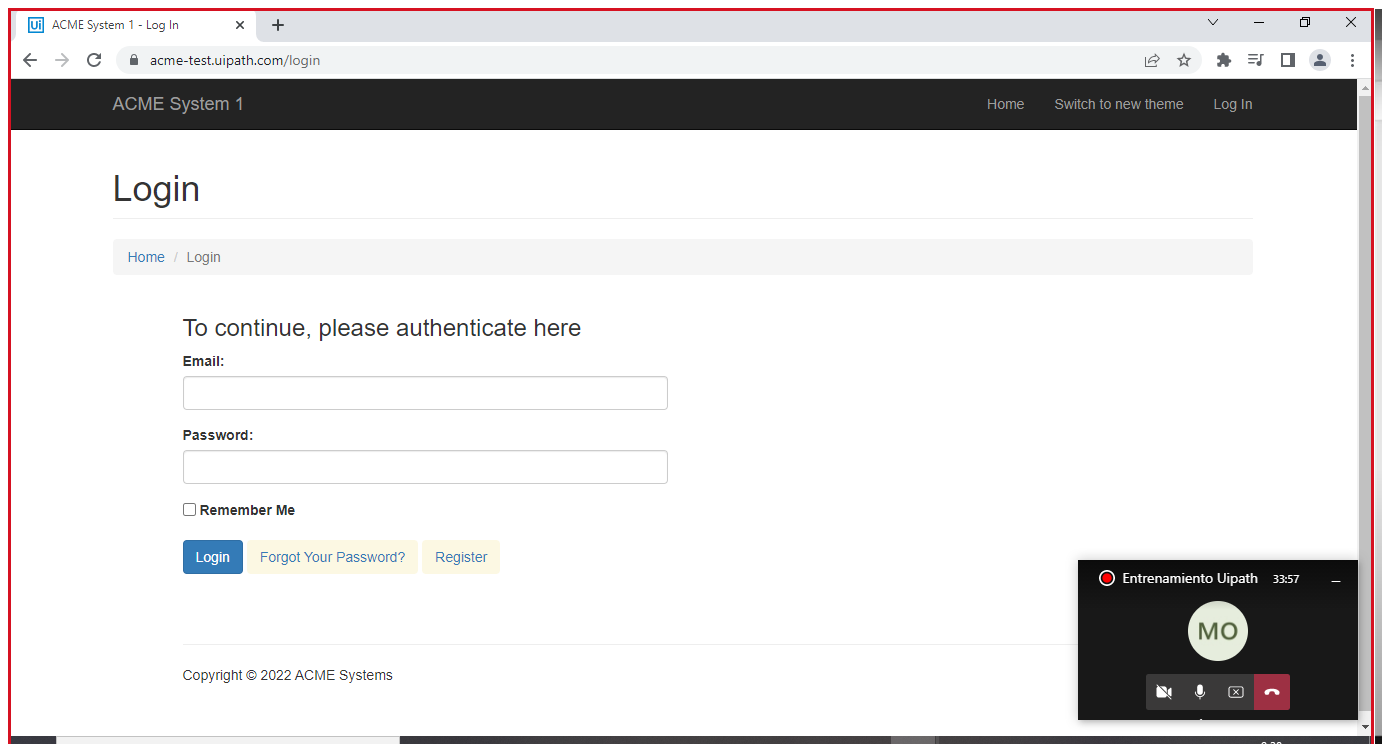 Ui ACME System 1 - Log In
acme-test.uipath.com/login
ACME System 1 Home Switch to new theme Log In
Login
Home / Login
To continue, please authenticate here
Email:
Password:
Remember Me
Login Forgot Your Password? Register
Entrenamiento Uipath 33:57
MO
Copyright © 2022 ACME Systems